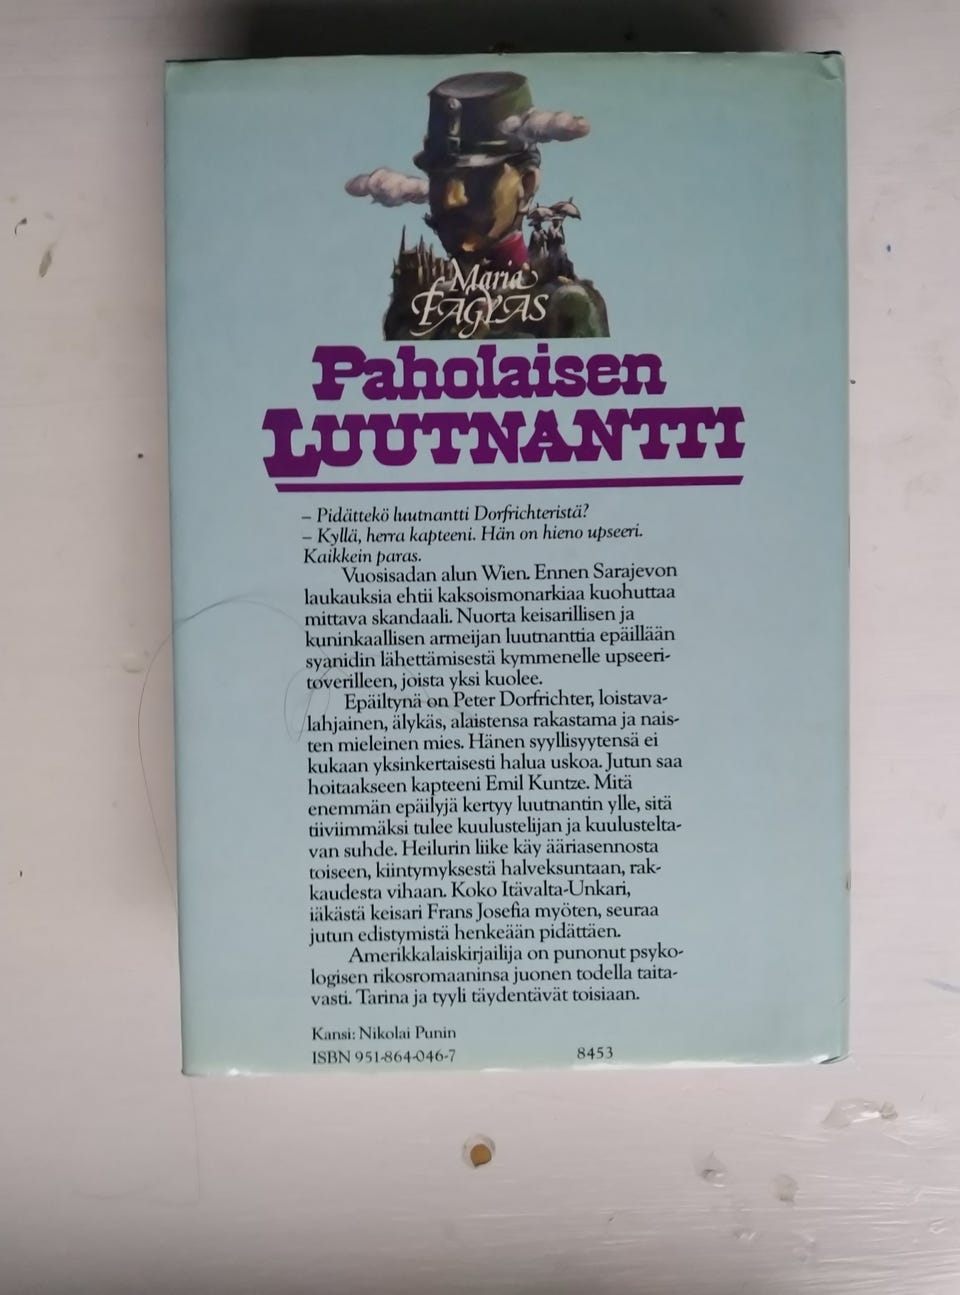 Maria
FAGYAS
Paholaisen
LUUTNANTTI
– Pidättekö luutnantti Dorfrichteristä?
– Kyllä, herra kapteeni. Hän on hieno upseeri.
Kaikkein paras.
Vuosisadan alun Wien. Ennen Sarajevon
laukauksia ehtii kaksoismonarkiaa kuohuttaa
mittava skandaali. Nuorta keisarillisen ja
kuninkaallisen armeijan luutnanttia epäillään
syanidin lähettämisestä kymmenelle upseeri-
toverilleen, joista yksi kuolee.
Epäiltynä on Peter Dorfrichter, loistava-
lahjainen, älykäs, alaistensa rakastama ja nais-
ten mieleinen mies. Hänen syyllisyytensä ei
kukaan yksinkertaisesti halua uskoa. Jutun saa
hoitaakseen kapteeni Emil Kuntze. Mitä
enemmän epäilyjä kertyy luutnantin ylle, sitä
tiiviimmäksi tulee kuulustelijan ja kuulustelta-
van suhde. Heilurin liike käy ääriasennosta
toiseen, kiintymyksestä halveksuntaan, rak-
kaudesta vihaan. Koko Itävalta-Unkari,
iäkästä keisari Frans Josefia myöten, seuraa
jutun edistymistä henkeään pidättäen.
Amerikkalaiskirjailija on punonut psyko-
logisen rikosromaaninsa juonen todella taita-
vasti. Tarina ja tyyli täydentävät toisiaan.
Kansi: Nikolai Punin
ISBN 951-864-046-7 8453